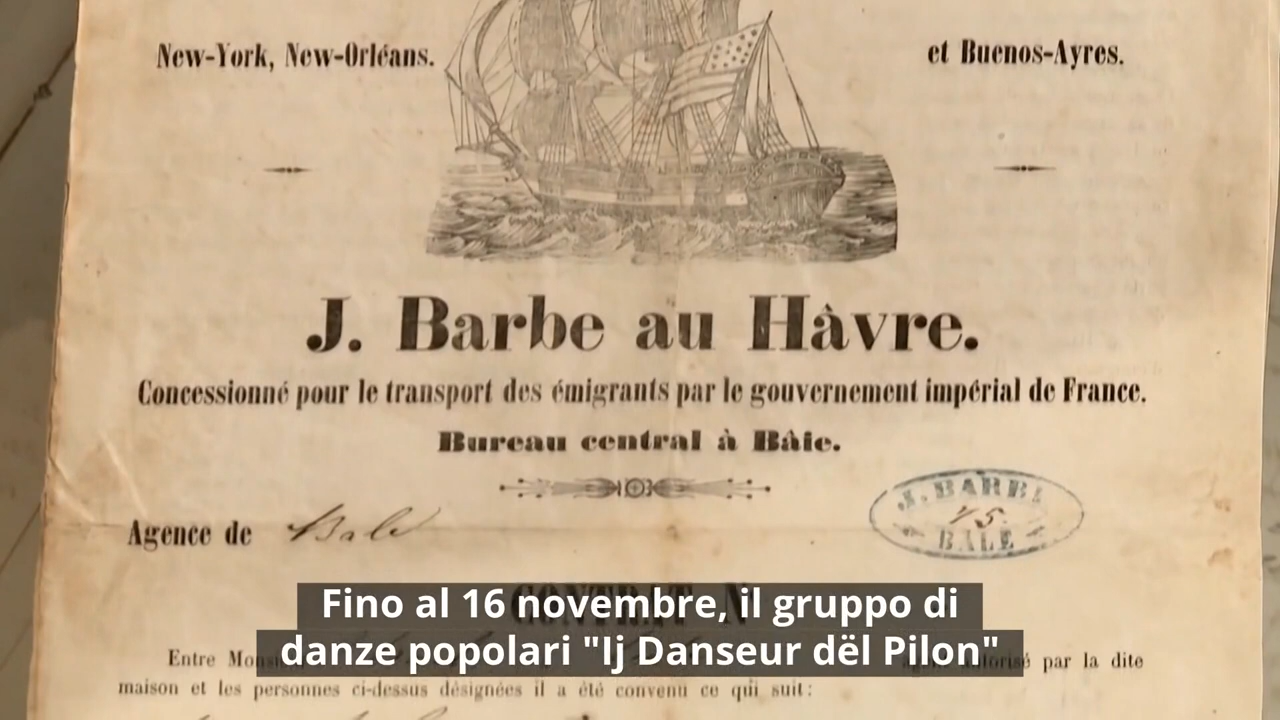 New-York, New-Orléans. et Buenos-Ayres.
J. Barbe au Hâvre.
Concessionné pour le transport des émigrants par le gouvernement impérial de France.
Bureau central à Bâle.
J. BARBE
15.
BALE
Agence de Bale
CONTRAT N
Fino al 16 novembre, il gruppo di
danze popolari "Ij Danseur dël Pilon"
Entre par la dite
maison et les personnes ci-dessus désignées il a été convenu ce qui suit: